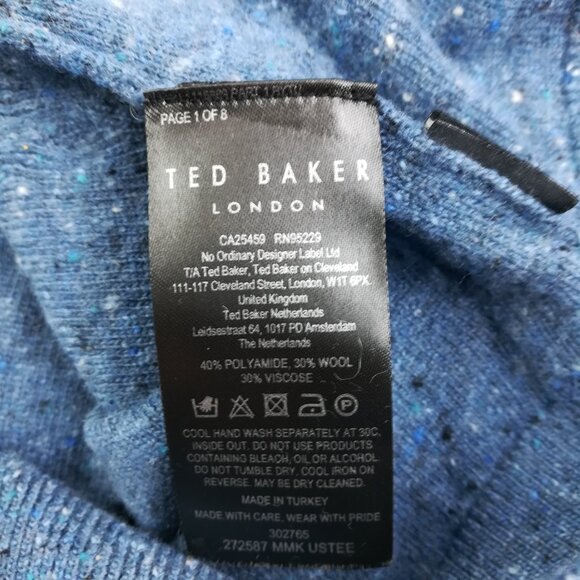 PAGE 1 OF 8
TED BAKER
LONDON
CA25459 RN95229
No Ordinary Designer Label Ltd
T/A Ted Baker, Ted Baker on Cleveland
111-117 Cleveland Street, London, W1T 6PX
United Kingdom
Ted Baker Netherlands
Leidsestraat 64, 1017 PD Amsterdam
The Netherlands
40% POLYAMIDE, 30% WOOL
30% VISCOSE
P
COOL HAND WASH SEPARATELY AT 30C,
INSIDE OUT. DO NOT USE PRODUCTS
CONTAINING BLEACH, OIL OR ALCOHOL.
DO NOT TUMBLE DRY. COOL IRON ON
REVERSE. MAY BE DRY CLEANED.
MADE IN TURKEY
MADE WITH CARE, WEAR WITH PRIDE
302765
272587 MMK USTEE